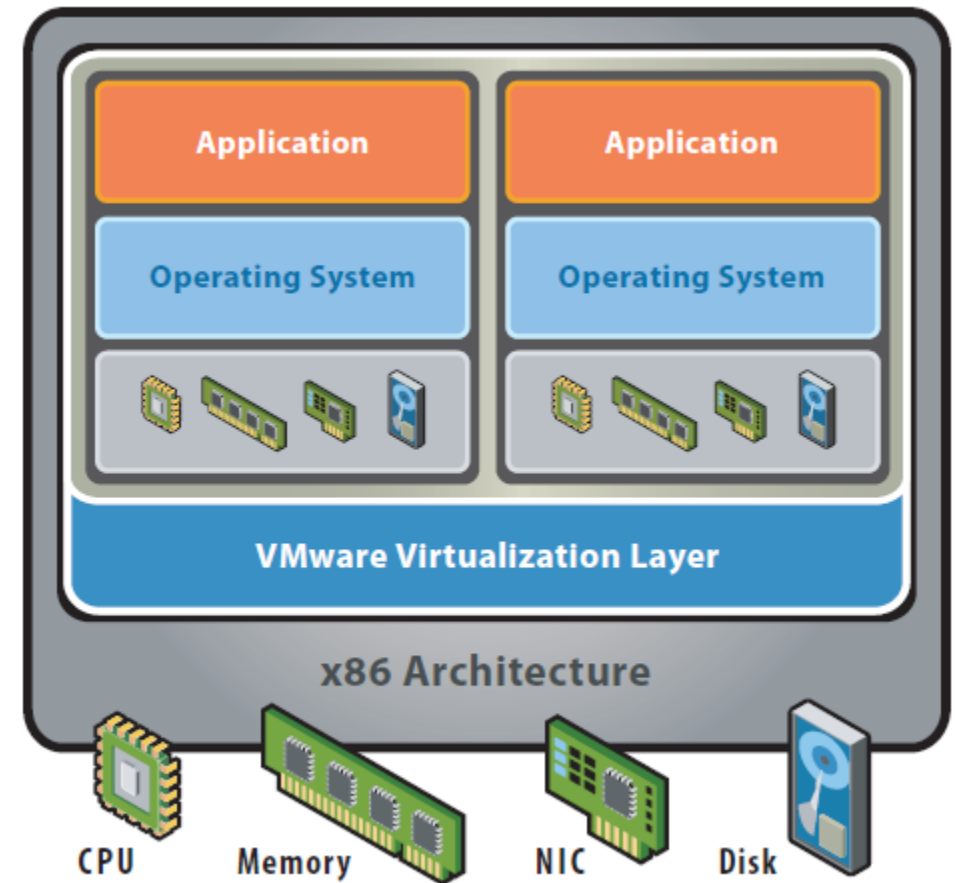 Application
Application
Operating System
Operating System
VMware Virtualization Layer
x86 Architecture
CPU
Memory
NIC
Disk